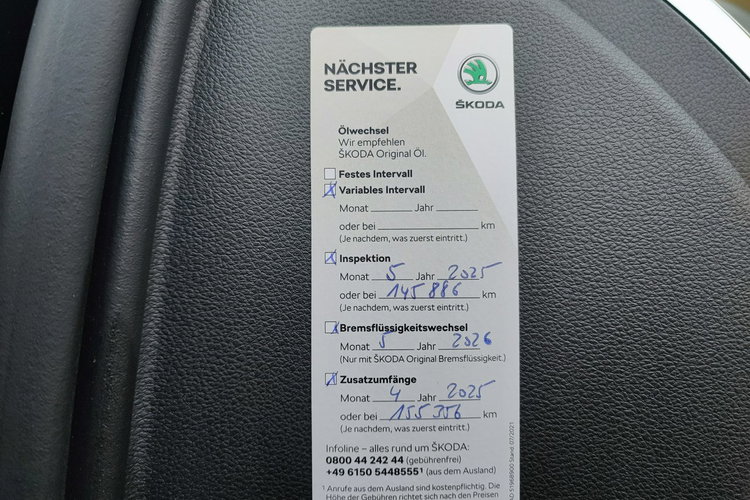 NÄCHSTER
SERVICE.
ŠKODA
Ölwechsel
Wir empfehlen
ŠKODA Original Öl.
Festes Intervall
Variables Intervall
Monat Jahr
oder bei km
(Je nachdem, was zuerst eintritt.)
Inspektion
Monat 5 Jahr 2025
oder bei 145 886 km
(Je nachdem, was zuerst eintritt.)
Bremsflüssigkeitswechsel
Monat 5 Jahr 2026
(Nur mit ŠKODA Original Bremsflüssigkeit.)
Zusatzumfänge
Monat 4 Jahr 2025
oder bei 155 356 km
(Je nachdem, was zuerst eintritt.)
Infoline – alles rund um ŠKODA:
0800 44 242 44 (gebührenfrei)
+49 6150 5448555¹ (aus dem Ausland)
¹ Anrufe aus dem Ausland sind kostenpflichtig. Die
Höhe der Gebühren richtet sich nach den Preisen
51968900 Stand: 07/2021